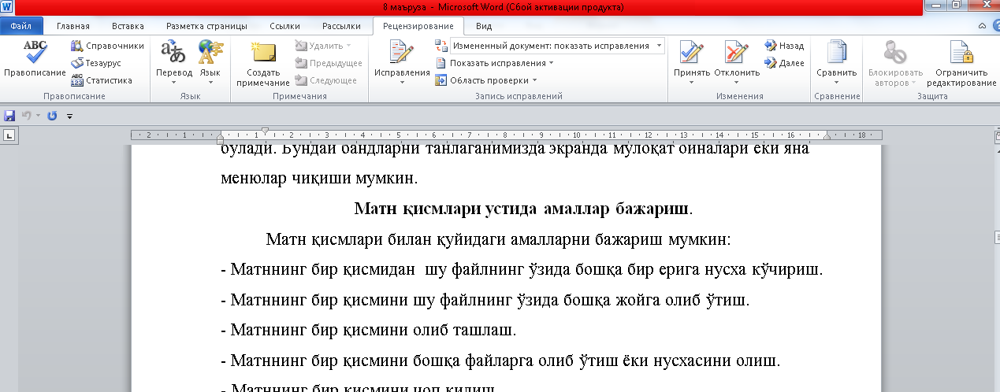 8 маъруза - Microsoft Word (Сбой активации продукта)
Файл Главная Вставка Разметка страницы Ссылки Рассылки Рецензирование Вид
ABC Правописание
Справочники
Тезаурус
ABC 123 Статистика
Правописание
Перевод Язык
Язык
Создать примечание
Удалить
Предыдущее
Следующее
Примечания
Исправления
Измененный документ: показать исправления
Показать исправления
Область проверки
Запись исправлений
Принять Отклонить
Назад
Далее
Изменения
Сравнить
Сравнение
Блокировать авторов
Ограничить редактирование
Защита
2 1 1 2 3 4 5 6 7 8 9 10 11 12 13 14 15 16 17 18
бўлади. Бундай бандларни танлаганимизда экранда мулоқат ойналари ёки яна
менюлар чиқиши мумкин.
Матн қисмлари устида амаллар бажариш.
Матн қисмлари билан қуйидаги амалларни бажариш мумкин:
- Матннинг бир қисмидан шу файлнинг ўзида бошқа бир ерига нусха кўчириш.
- Матннинг бир қисмини шу файлнинг ўзида бошқа жойга олиб ўтиш.
- Матннинг бир қисмини олиб ташлаш.
- Матннинг бир қисмини бошқа файларга олиб ўтиш ёки нусхасини олиш.
- Матннинг бир қисмини чоп қилиш